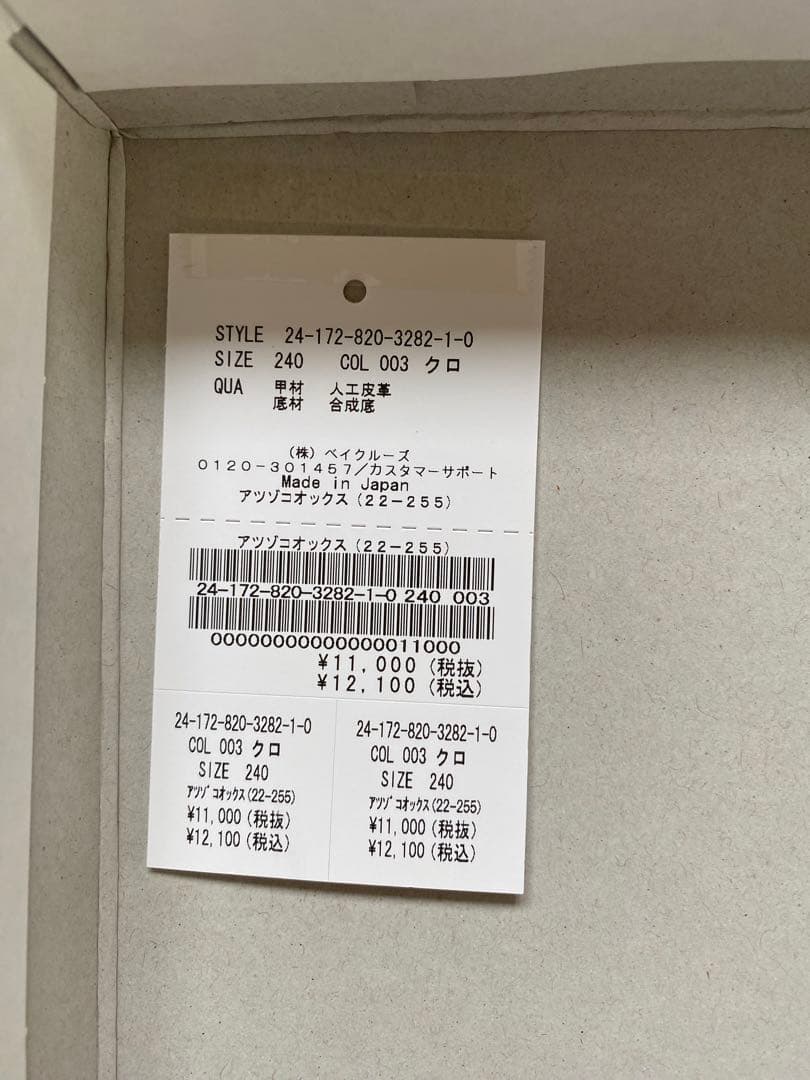 STYLE 24-172-820-3282-1-0
SIZE 240 COL 003 クロ
QUA 甲材 人工皮革
底材 合成底
(株) ベイクルーズ
0120-301457/カスタマーサポート
Made in Japan
アツゾコオックス(22-255)
アツゾコオックス(22-255)
24-172-820-3282-1-0 240 003
000000000000000011000
¥11,000(税抜)
¥12,100(税込)
24-172-820-3282-1-0
COL 003 クロ
SIZE 240
アツゾコオックス(22-255)
¥11,000(税抜)
¥12,100(税込)
24-172-820-3282-1-0
COL 003 クロ
SIZE 240
アツゾコオックス(22-255)
¥11,000(税抜)
¥12,100(税込)